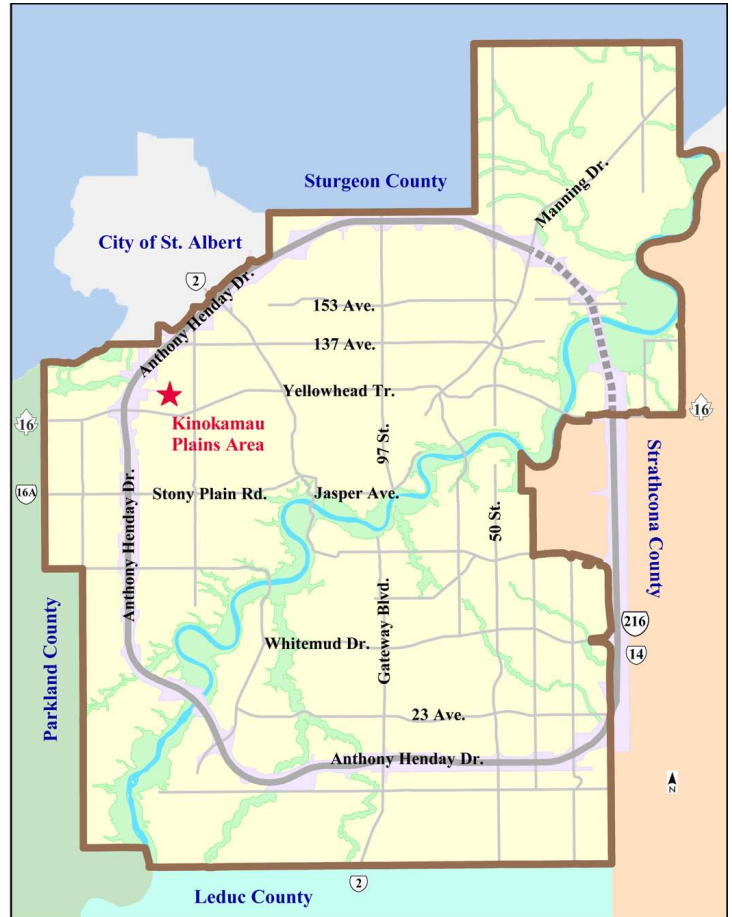 Sturgeon County
Manning Dr.
City of St. Albert
2
Anthony Henday Dr.
153 Ave.
137 Ave.
Yellowhead Tr.
16
16
Kinokamau
Plains Area
97 St.
16A
Stony Plain Rd.
Jasper Ave.
50 St.
Strathcona County
Anthony Henday Dr.
Parkland County
Gateway Blvd.
216
Whitemud Dr.
14
23 Ave.
Anthony Henday Dr.
N
2
Leduc County